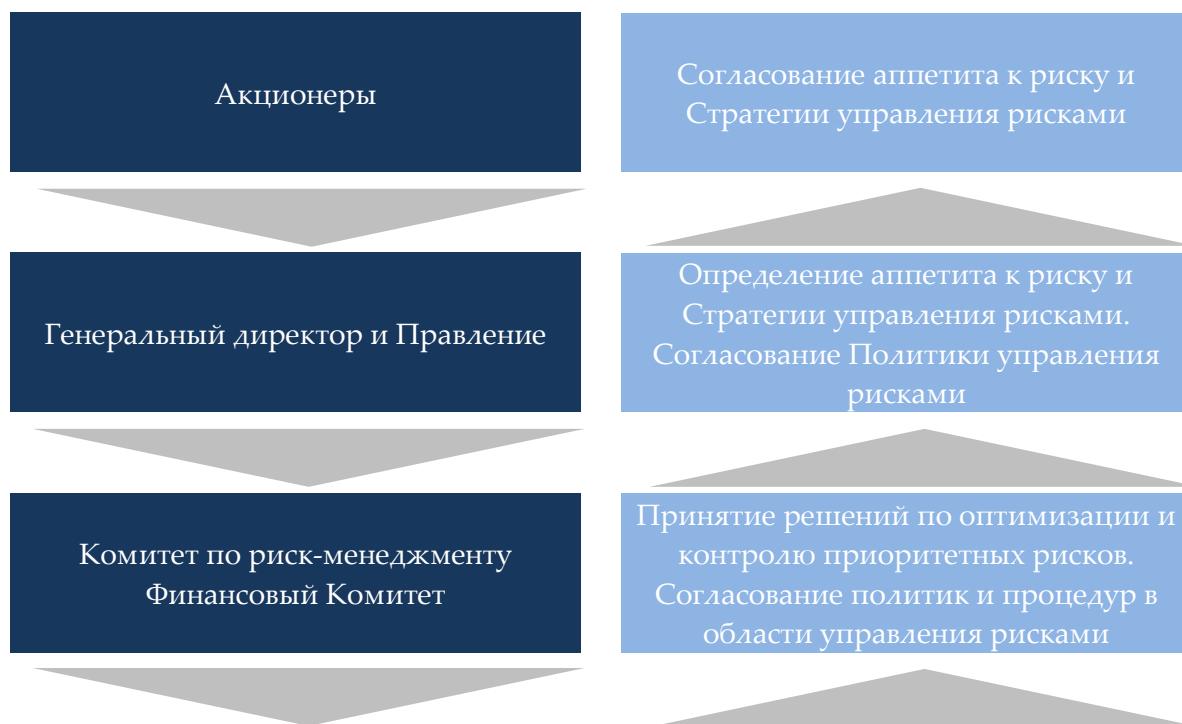 Акционеры
Согласование аппетита к риску и
Стратегии управления рисками
Генеральный директор и Правление
Определение аппетита к риску и
Стратегии управления рисками.
Согласование Политики управления
рисками
Комитет по риск-менеджменту
Финансовый Комитет
Принятие решений по оптимизации и
контролю приоритетных рисков.
Согласование политик и процедур в
области управления рисками